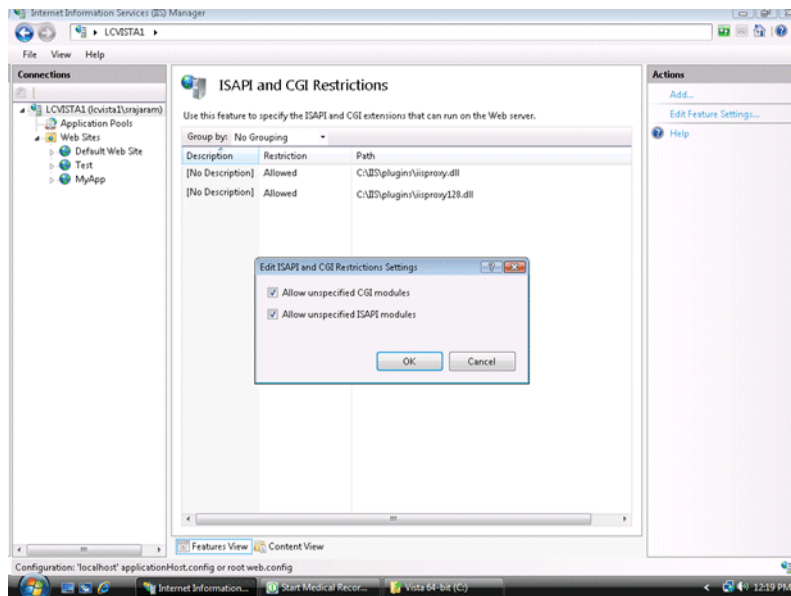 Internet Information Services (IIS) Manager
LCVISTA1
File View Help
Connections
LCVISTA1 (lcvista1\srajaram)
Application Pools
Web Sites
Default Web Site
Test
MyApp
ISAPI and CGI Restrictions
Use this feature to specify the ISAPI and CGI extensions that can run on the Web server.
Group by: No Grouping
Description Restriction Path
[No Description] Allowed C:\IIS\plugins\iisproxy.dll
[No Description] Allowed C:\IIS\plugins\iisproxy128.dll
Edit ISAPI and CGI Restrictions Settings
Allow unspecified CGI modules
Allow unspecified ISAPI modules
OK Cancel
Actions
Add...
Edit Feature Settings...
Help
Features View Content View
Configuration: 'localhost' applicationHost.config or root web.config
Internet Information... Start Medical Recor... Vista 64-bit (C:) 12:19 PM